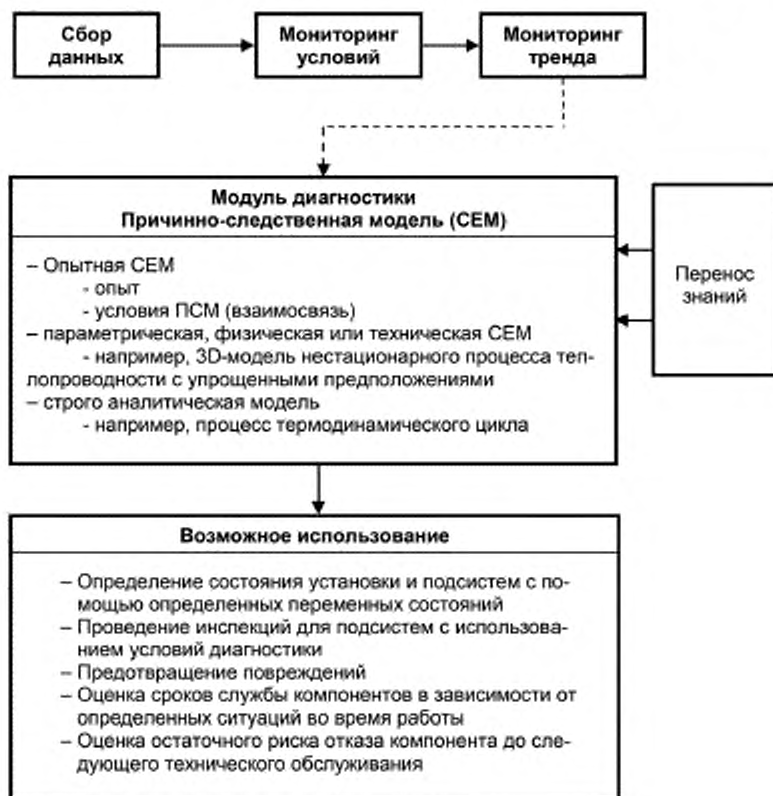 Сбор
данных
Мониторинг
условий
Мониторинг
тренда
Модуль диагностики
Причинно-следственная модель (СЕМ)
– Опытная СЕМ
- опыт
- условия ПСМ (взаимосвязь)
– параметрическая, физическая или техническая СЕМ
- например, 3D-модель нестационарного процесса теп-
лопроводности с упрощенными предположениями
– строго аналитическая модель
- например, процесс термодинамического цикла
Перенос
знаний
Возможное использование
– Определение состояния установки и подсистем с по-
мощью определенных переменных состояний
– Проведение инспекций для подсистем с использова-
нием условий диагностики
– Предотвращение повреждений
– Оценка сроков службы компонентов в зависимости от
определенных ситуаций во время работы
– Оценка остаточного риска отказа компонента до сле-
дующего технического обслуживания